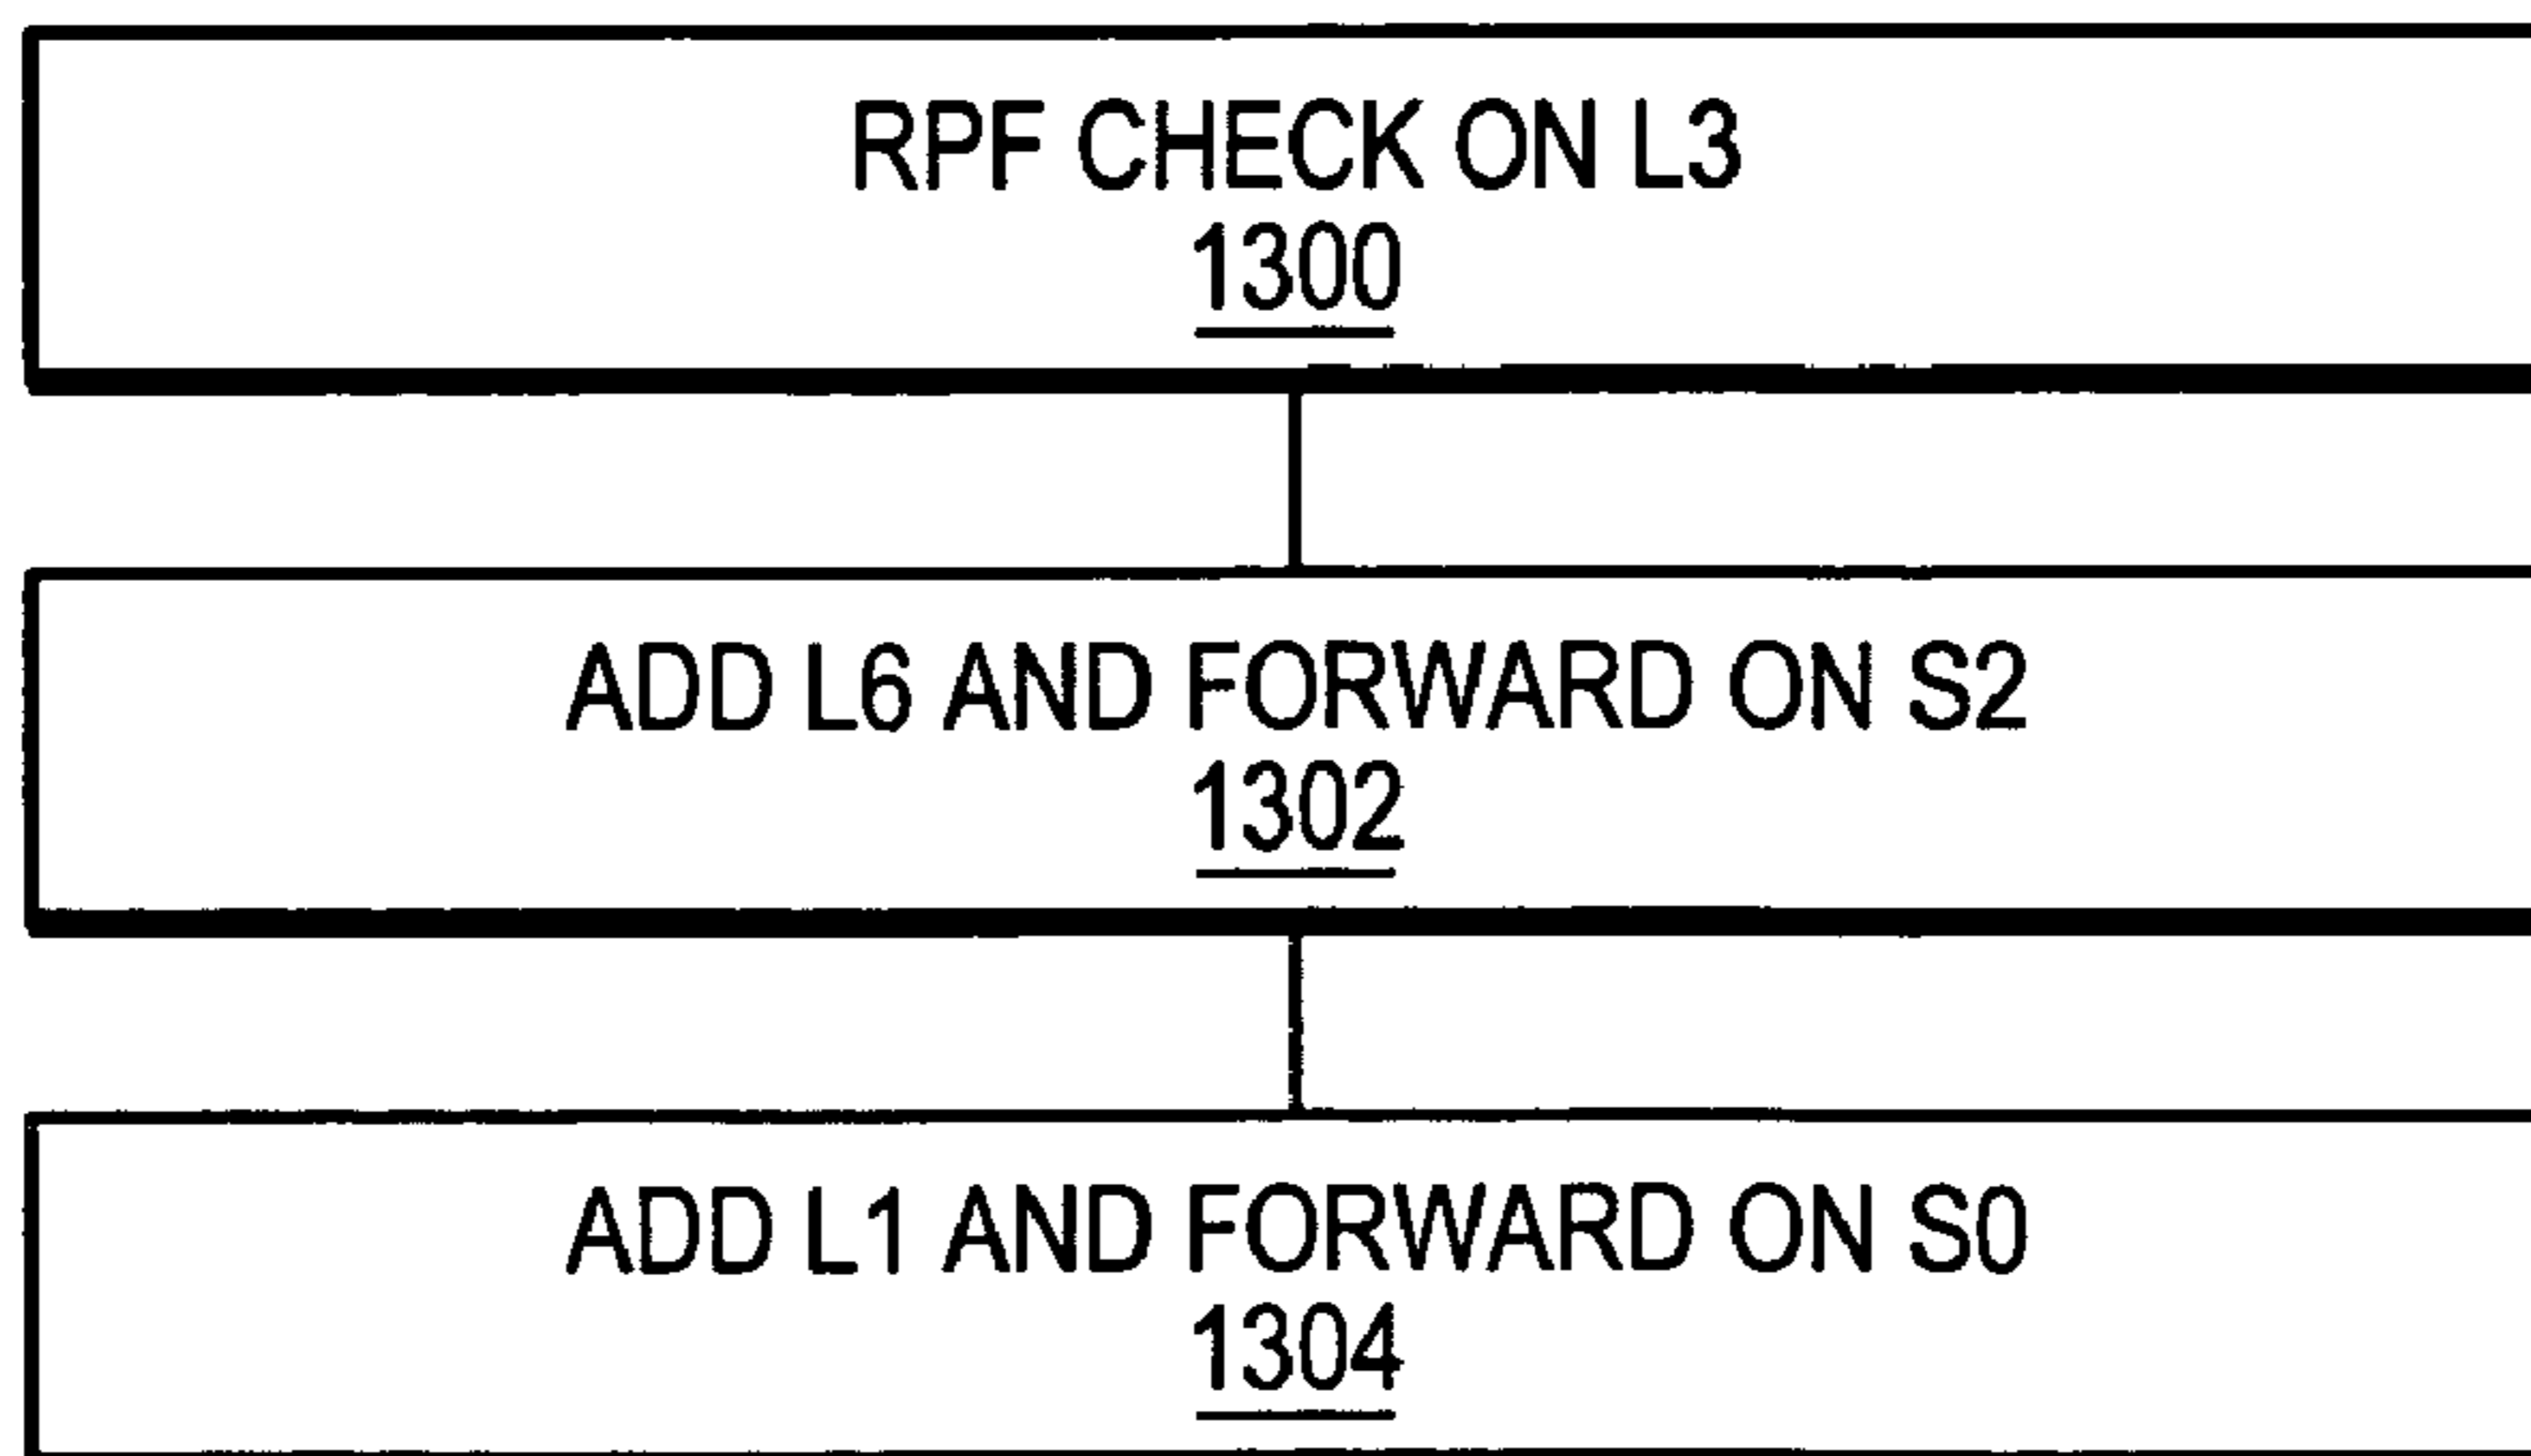 RPF CHECK ON L3
1300
ADD L6 AND FORWARD ON S2
1302
ADD L1 AND FORWARD ON S0
1304